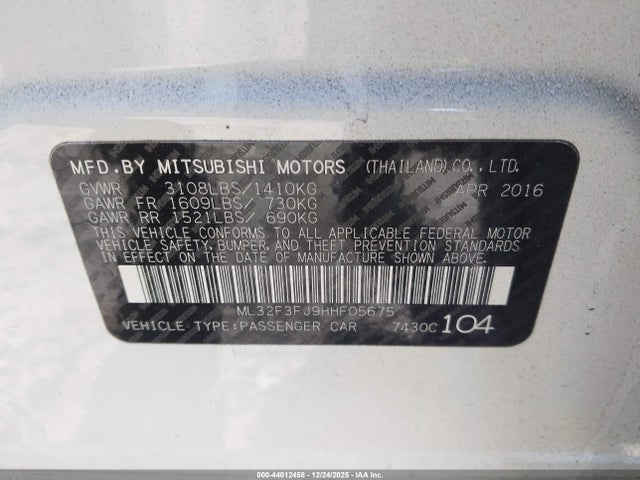 MFD.BY MITSUBISHI MOTORS (THAILAND)CO.,LTD.
GVWR 3108LBS/1410KG APR 2016
GAWR FR 1609LBS/ 730KG
GAWR RR 1521LBS/ 690KG
THIS VEHICLE CONFORMS TO ALL APPLICABLE FEDERAL MOTOR
VEHICLE SAFETY, BUMPER, AND THEFT PREVENTION STANDARDS
IN EFFECT ON THE DATE OF MANUFACTURE SHOWN ABOVE.
ML32F3FJ9HHF05675
VEHICLE TYPE:PASSENGER CAR 7430C 104
000-44012458 - 12/24/2025 - IAAI.COM